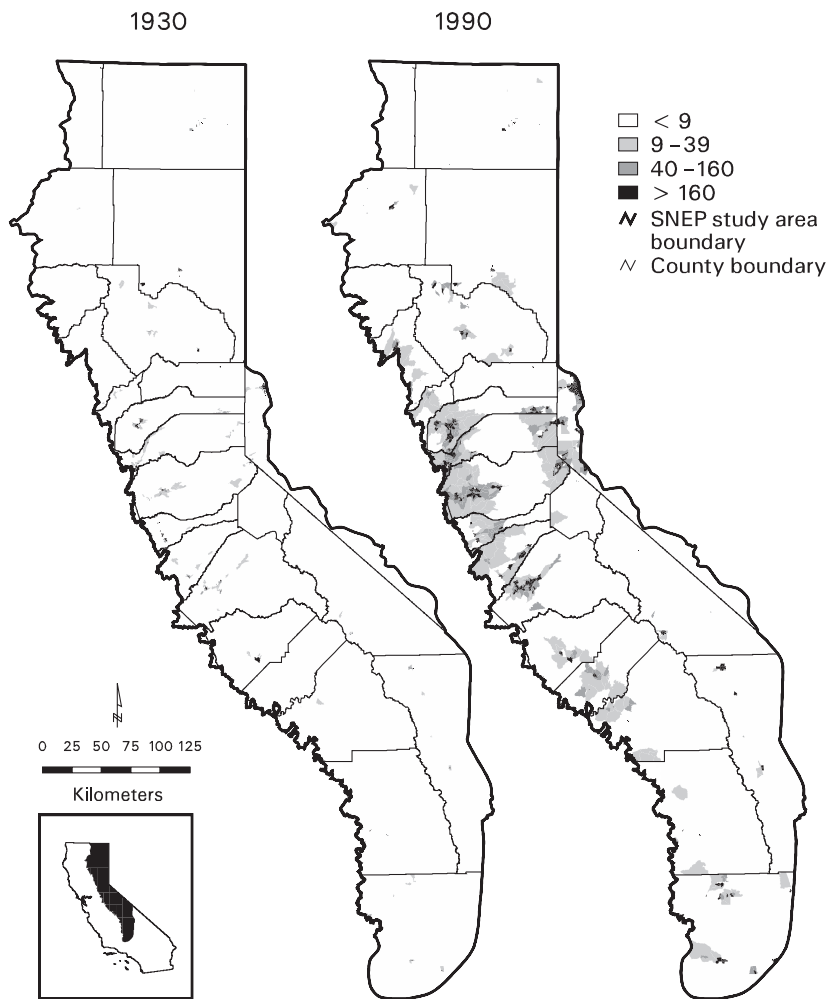 1930
1990
< 9
9 – 39
40 – 160
> 160
SNEP study area
boundary
County boundary
N
0 25 50 75 100 125
Kilometers